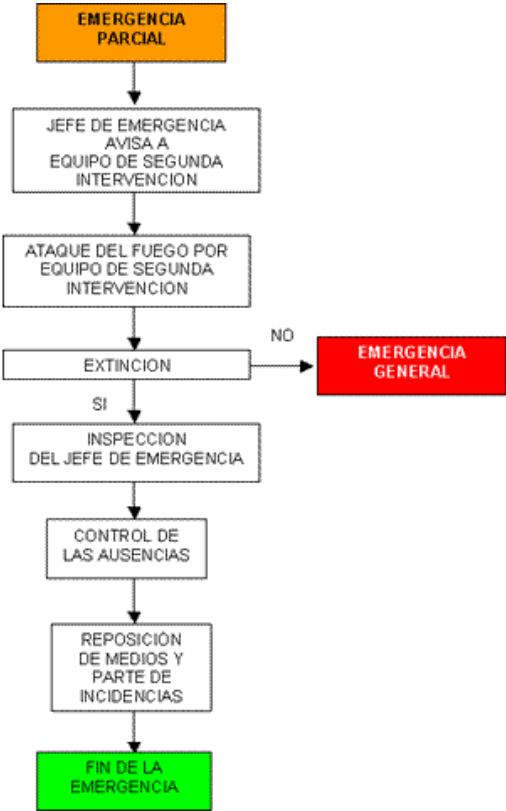 EMERGENCIA
PARCIAL
JEFE DE EMERGENCIA
AVISA A
EQUIPO DE SEGUNDA
INTERVENCION
ATAQUE DEL FUEGO POR
EQUIPO DE SEGUNDA
INTERVENCION
EXTINCION
NO
EMERGENCIA
GENERAL
SI
INSPECCION
DEL JEFE DE EMERGENCIA
CONTROL DE
LAS AUSENCIAS
REPOSICIÓN
DE MEDIOS Y
PARTE DE
INCIDENCIAS
FIN DE LA
EMERGENCIA